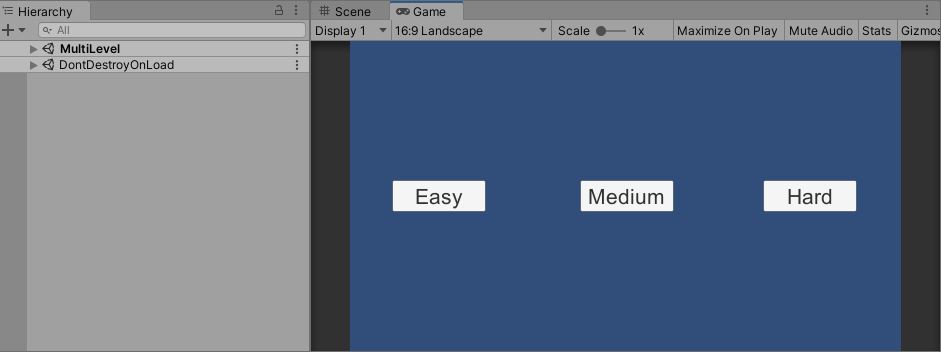 Hierarchy
All
MultiLevel
DontDestroyOnLoad
Scene
Game
Display 1
16:9 Landscape
Scale
1x
Maximize On Play
Mute Audio
Stats
Gizmos
Easy
Medium
Hard